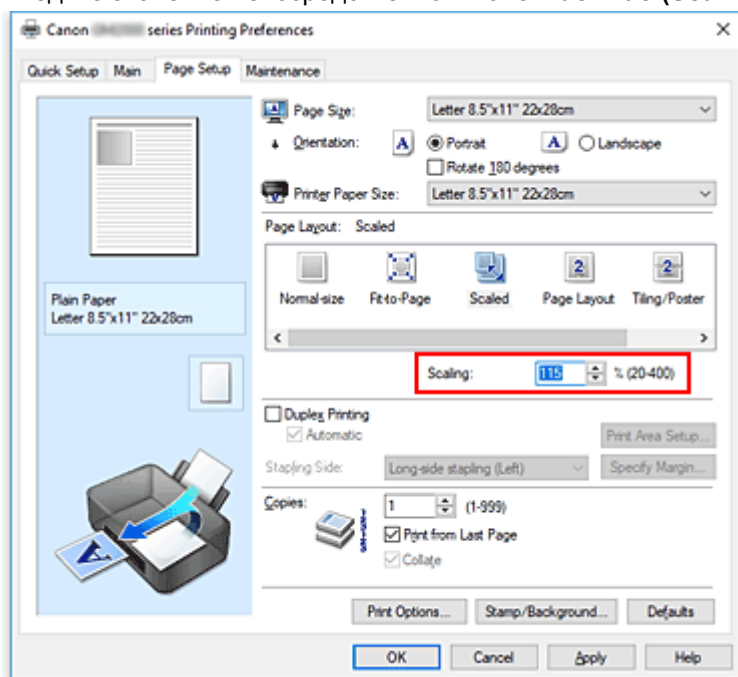 Canon series Printing Preferences
Quick Setup Main Page Setup Maintenance
Page Size: Letter 8.5"x11" 22x28cm
Orientation: A Portrait A Landscape
Rotate 180 degrees
Printer Paper Size: Letter 8.5"x11" 22x28cm
Page Layout: Scaled
Normal-size Fit-to-Page Scaled Page Layout Tiling/Poster
Plain Paper
Letter 8.5"x11" 22x28cm
Scaling: 115 % (20-400)
Duplex Printing
Automatic
Print Area Setup...
Stapling Side: Long-side stapling (Left) Specify Margin...
Copies: 1 (1-999)
Print from Last Page
Collate
Print Options... Stamp/Background... Defaults
OK Cancel Apply Help